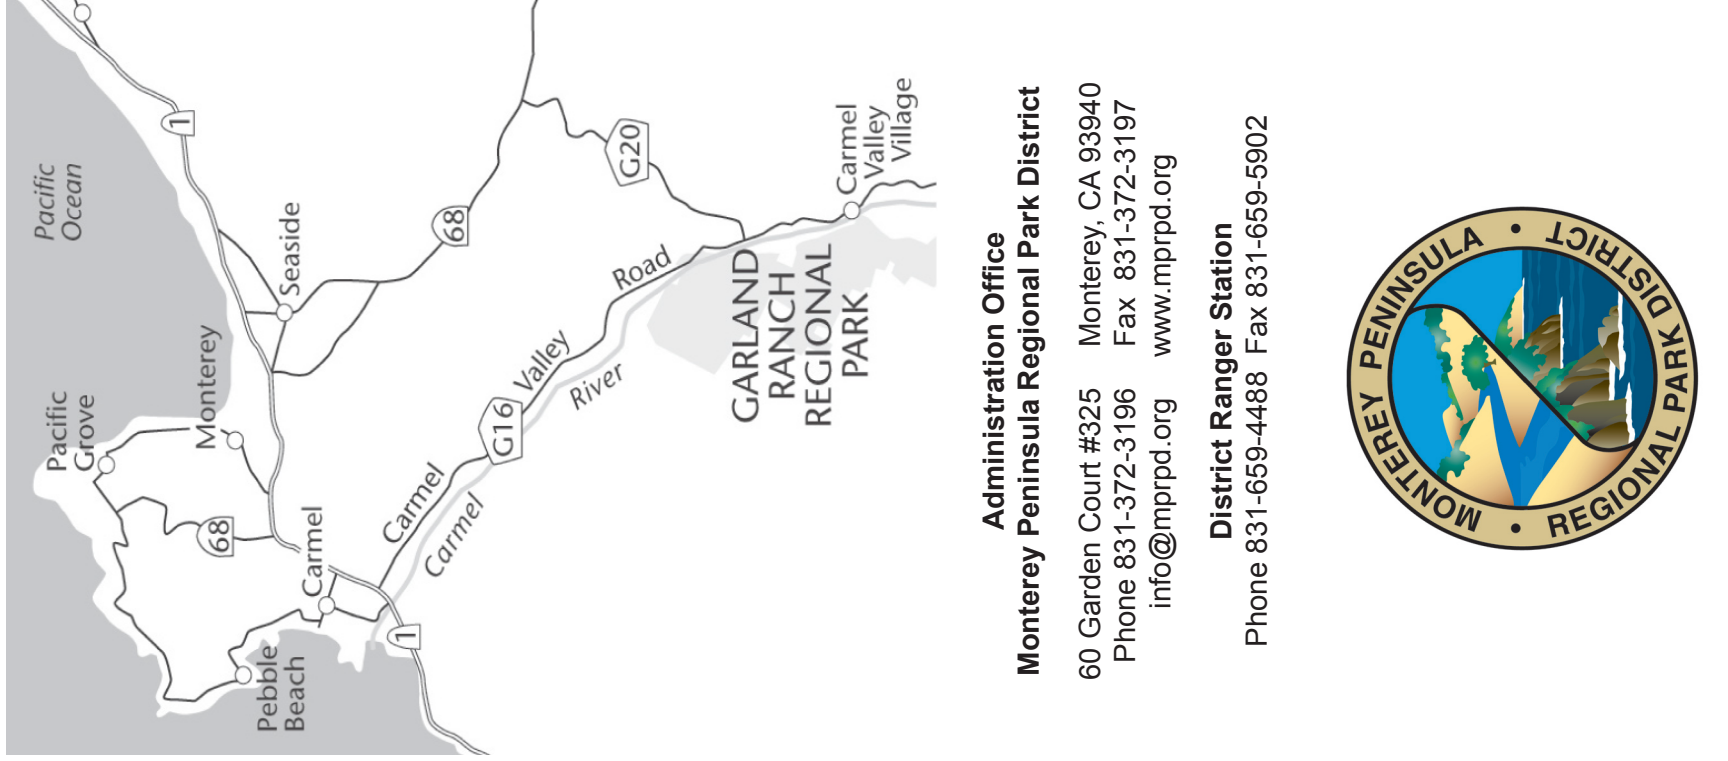 Pacific
Ocean
1
Pacific
Grove
Monterey
Seaside
68
68
G20
Carmel
Pebble
Beach
1
Carmel
G16
Valley
Road
Carmel
River
GARLAND
RANCH
REGIONAL
PARK
Carmel
Valley
Village
Administration Office
Monterey Peninsula Regional Park District
60 Garden Court #325 Monterey, CA 93940
Phone 831-372-3196 Fax 831-372-3197
info@mprpd.org www.mprpd.org
District Ranger Station
Phone 831-659-4488 Fax 831-659-5902
MONTEREY PENINSULA
• REGIONAL PARK DISTRICT •